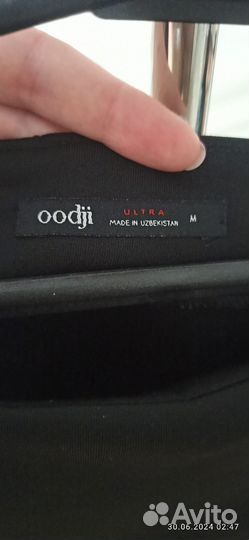 oodji ULTRA M
MADE IN UZBEKISTAN
Avito
30.06.2024 02:47